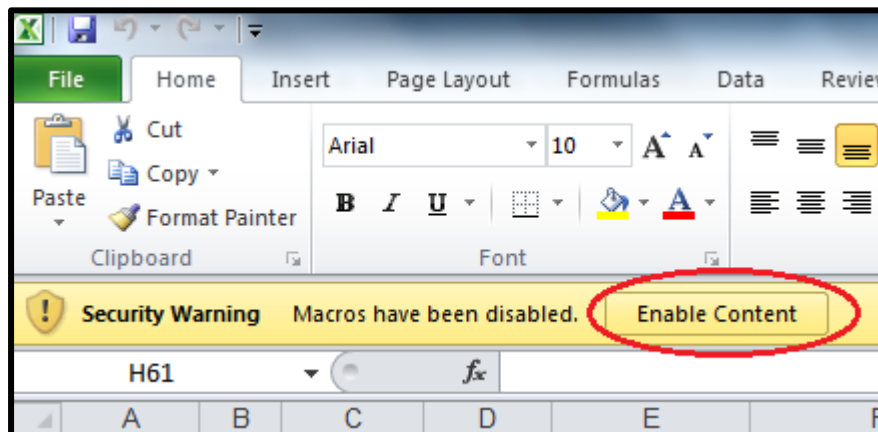 File Home Insert Page Layout Formulas Data Review
Cut
Copy
Paste
Format Painter
Arial 10 A A
B I U A
Clipboard Font
Security Warning Macros have been disabled. Enable Content
H61 fx
A B C D E F